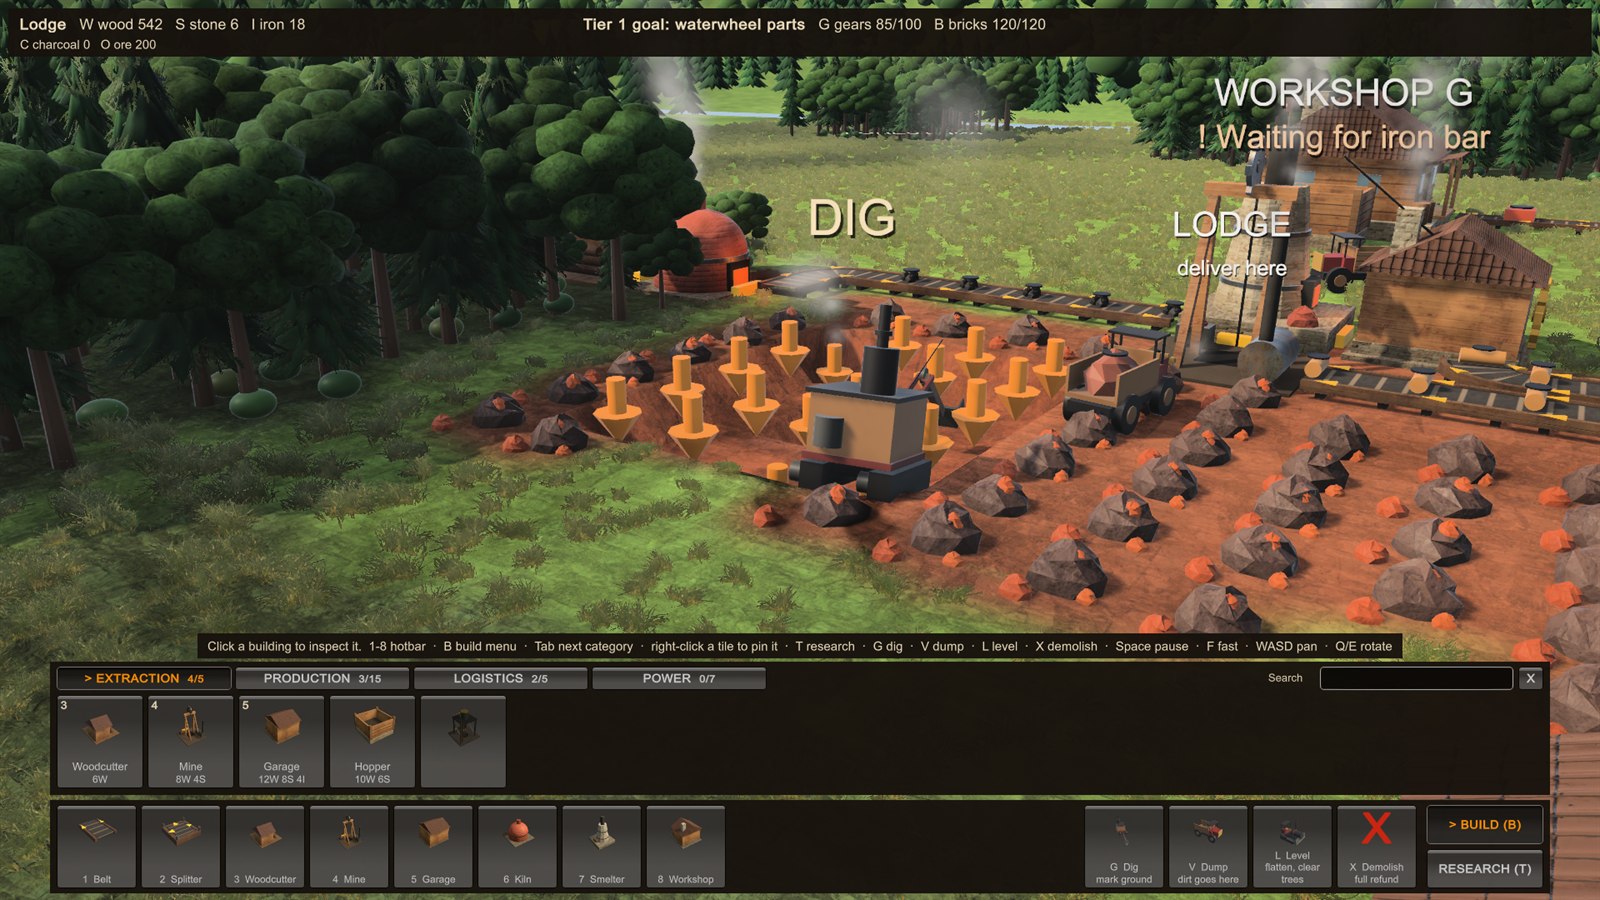 Lodge W wood 542 S stone 6 I iron 18
C charcoal 0 O ore 200
Tier 1 goal: waterwheel parts G gears 85/100 B bricks 120/120
WORKSHOP G
! Waiting for iron bar
DIG
LODGE
deliver here
Click a building to inspect it. 1-8 hotbar · B build menu · Tab next category · right-click a tile to pin it · T research · G dig · V dump · L level · X demolish · Space pause · F fast · WASD pan · Q/E rotate
> EXTRACTION 4/5
PRODUCTION 3/15
LOGISTICS 2/5
POWER 0/7
Search
X
3
Woodcutter
6W
4
Mine
8W 4S
5
Garage
12W 8S 4I
Hopper
10W 6S
1 Belt
2 Splitter
3 Woodcutter
4 Mine
5 Garage
6 Kiln
7 Smelter
8 Workshop
G Dig
mark ground
V Dump
dirt goes here
L Level
flatten, clear
trees
X Demolish
full refund
> BUILD (B)
RESEARCH (T)